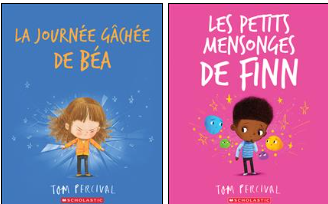 LA JOURNÉE GÂCHÉE
DE BÉA
TOM PERCIVAL
SCHOLASTIC
LES PETITS
MENSONGES
DE FINN
TOM PERCIVAL
SCHOLASTIC